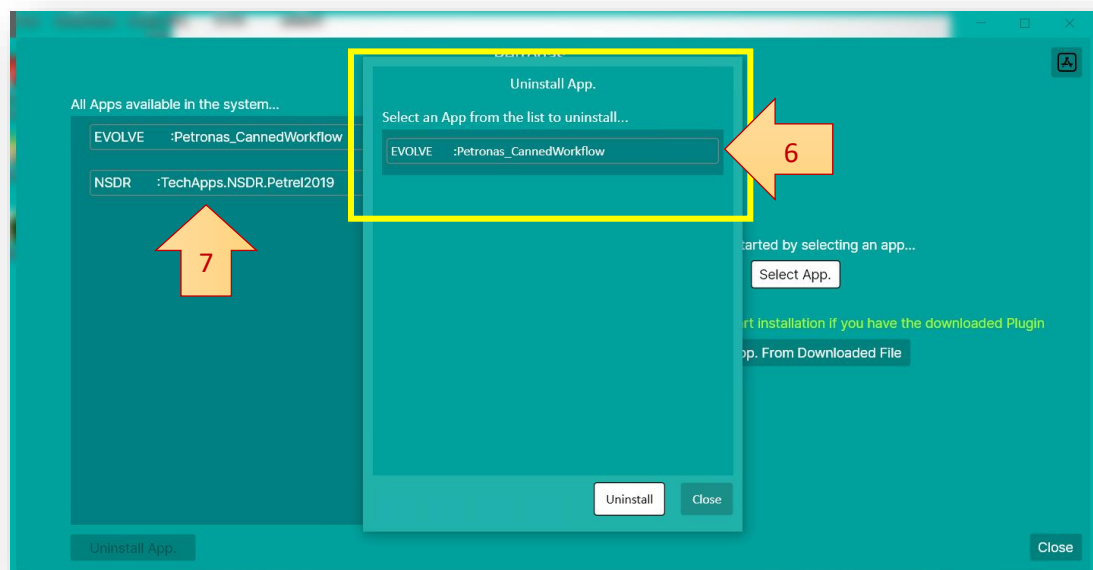 Uninstall App.
All Apps available in the system...
Select an App from the list to uninstall...
EVOLVE :Petronas_CannedWorkflow
EVOLVE :Petronas_CannedWorkflow
6
NSDR :TechApps.NSDR.Petrel2019
7
tarted by selecting an app...
Select App.
rt installation if you have the downloaded Plugin
pp. From Downloaded File
Uninstall
Close
Uninstall App.
Close